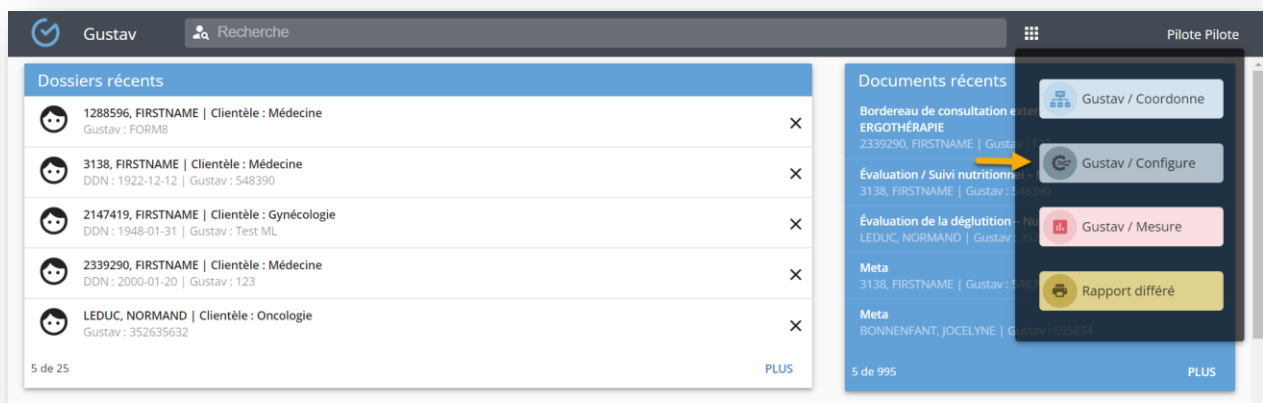 Gustav
Recherche
Pilote Pilote
Dossiers récents
1288596, FIRSTNAME | Clientèle : Médecine
Gustav : FORM8
3138, FIRSTNAME | Clientèle : Médecine
DDN : 1922-12-12 | Gustav : 548390
2147419, FIRSTNAME | Clientèle : Gynécologie
DDN : 1948-01-31 | Gustav : Test ML
2339290, FIRSTNAME | Clientèle : Médecine
DDN : 2000-01-20 | Gustav : 123
LEDUC, NORMAND | Clientèle : Oncologie
Gustav : 352635632
5 de 25
PLUS
Documents récents
Bordereau de consultation exter
ERGOTHÉRAPIE
2339290, FIRSTNAME | Gustav
Évaluation / Suivi nutritionnel –
3138, FIRSTNAME | Gustav : 548390
Évaluation de la déglutition – Nu
LEDUC, NORMAND | Gustav :
Meta
3138, FIRSTNAME | Gustav :
Meta
BONNENFANT, JOCELYNE | Gustav : 555874
5 de 995
PLUS
Gustav / Coordonne
Gustav / Configure
Gustav / Mesure
Rapport différé